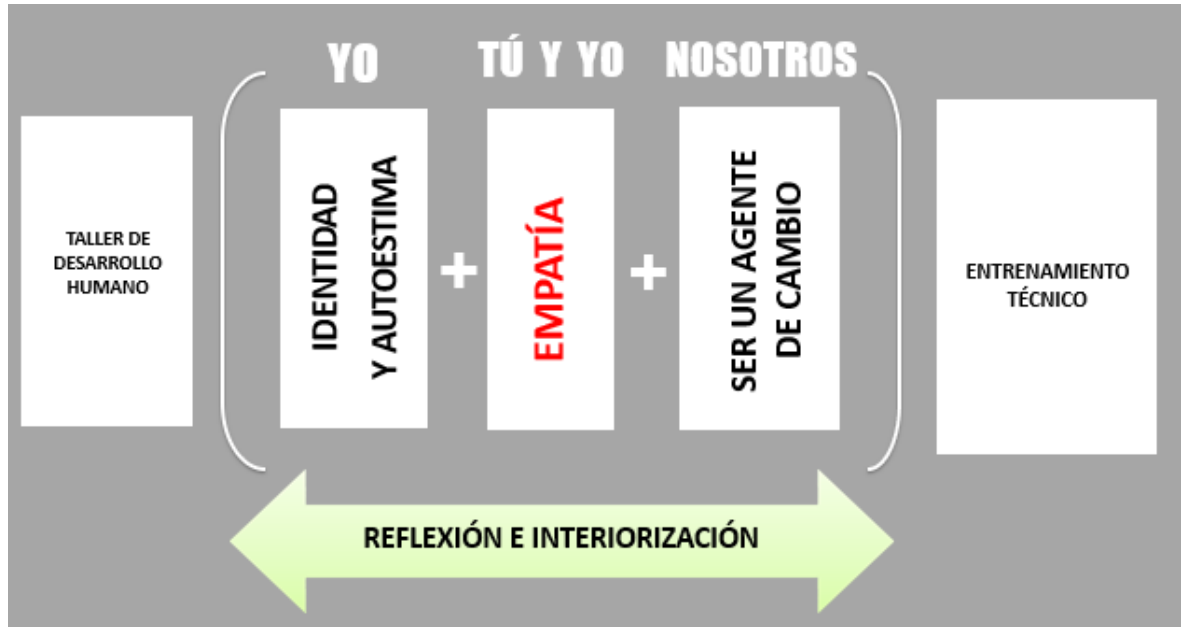 YO
TÚ Y YO
NOSOTROS
TALLER DE
DESARROLLO
HUMANO
IDENTIDAD
Y AUTOESTIMA
+
EMPATÍA
+
SER UN AGENTE
DE CAMBIO
ENTRENAMIENTO
TÉCNICO
REFLEXIÓN E INTERIORIZACIÓN